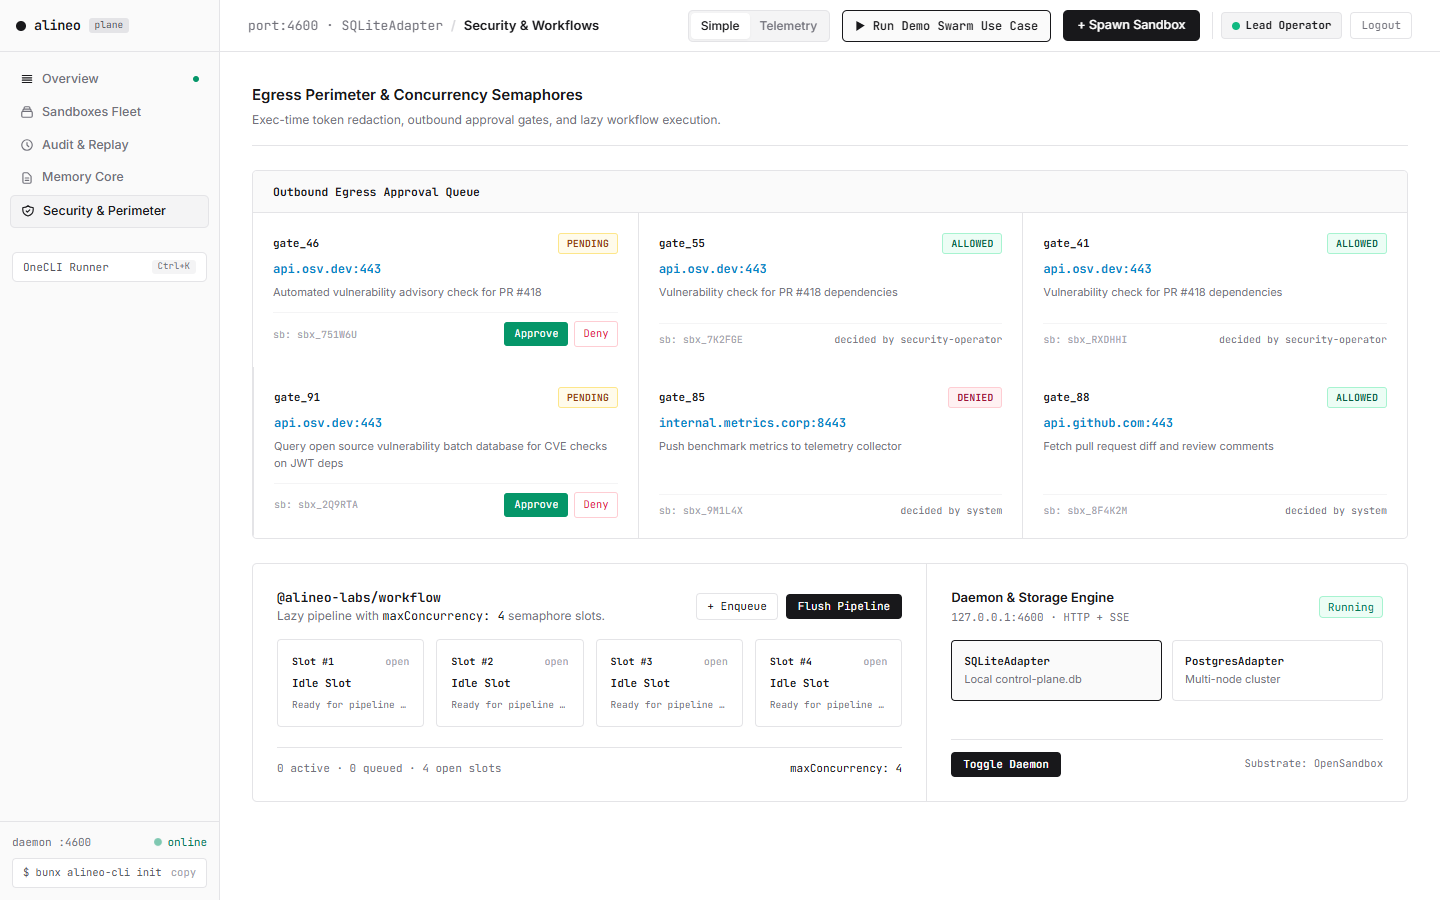 alineo plane
port:4600 · SQLiteAdapter / Security & Workflows
Simple Telemetry
▶ Run Demo Swarm Use Case
+ Spawn Sandbox
Lead Operator
Logout
Overview
Sandboxes Fleet
Audit & Replay
Memory Core
Security & Perimeter
OneCLI Runner Ctrl+K
daemon :4600 online
$ bunx alineo-cli init copy
Egress Perimeter & Concurrency Semaphores
Exec-time token redaction, outbound approval gates, and lazy workflow execution.
Outbound Egress Approval Queue
gate_46 PENDING
api.osv.dev:443
Automated vulnerability advisory check for PR #418
sb: sbx_751W6U Approve Deny
gate_55 ALLOWED
api.osv.dev:443
Vulnerability check for PR #418 dependencies
sb: sbx_7K2FGE decided by security-operator
gate_41 ALLOWED
api.osv.dev:443
Vulnerability check for PR #418 dependencies
sb: sbx_RXDHHI decided by security-operator
gate_91 PENDING
api.osv.dev:443
Query open source vulnerability batch database for CVE checks
on JWT deps
sb: sbx_2Q9RTA Approve Deny
gate_85 DENIED
internal.metrics.corp:8443
Push benchmark metrics to telemetry collector
sb: sbx_9M1L4X decided by system
gate_88 ALLOWED
api.github.com:443
Fetch pull request diff and review comments
sb: sbx_8F4K2M decided by system
@alineo-labs/workflow
Lazy pipeline with maxConcurrency: 4 semaphore slots.
+ Enqueue Flush Pipeline
Slot #1 open
Idle Slot
Ready for pipeline …
Slot #2 open
Idle Slot
Ready for pipeline …
Slot #3 open
Idle Slot
Ready for pipeline …
Slot #4 open
Idle Slot
Ready for pipeline …
0 active · 0 queued · 4 open slots maxConcurrency: 4
Daemon & Storage Engine
127.0.0.1:4600 · HTTP + SSE
Running
SQLiteAdapter
Local control-plane.db
PostgresAdapter
Multi-node cluster
Toggle Daemon Substrate: OpenSandbox